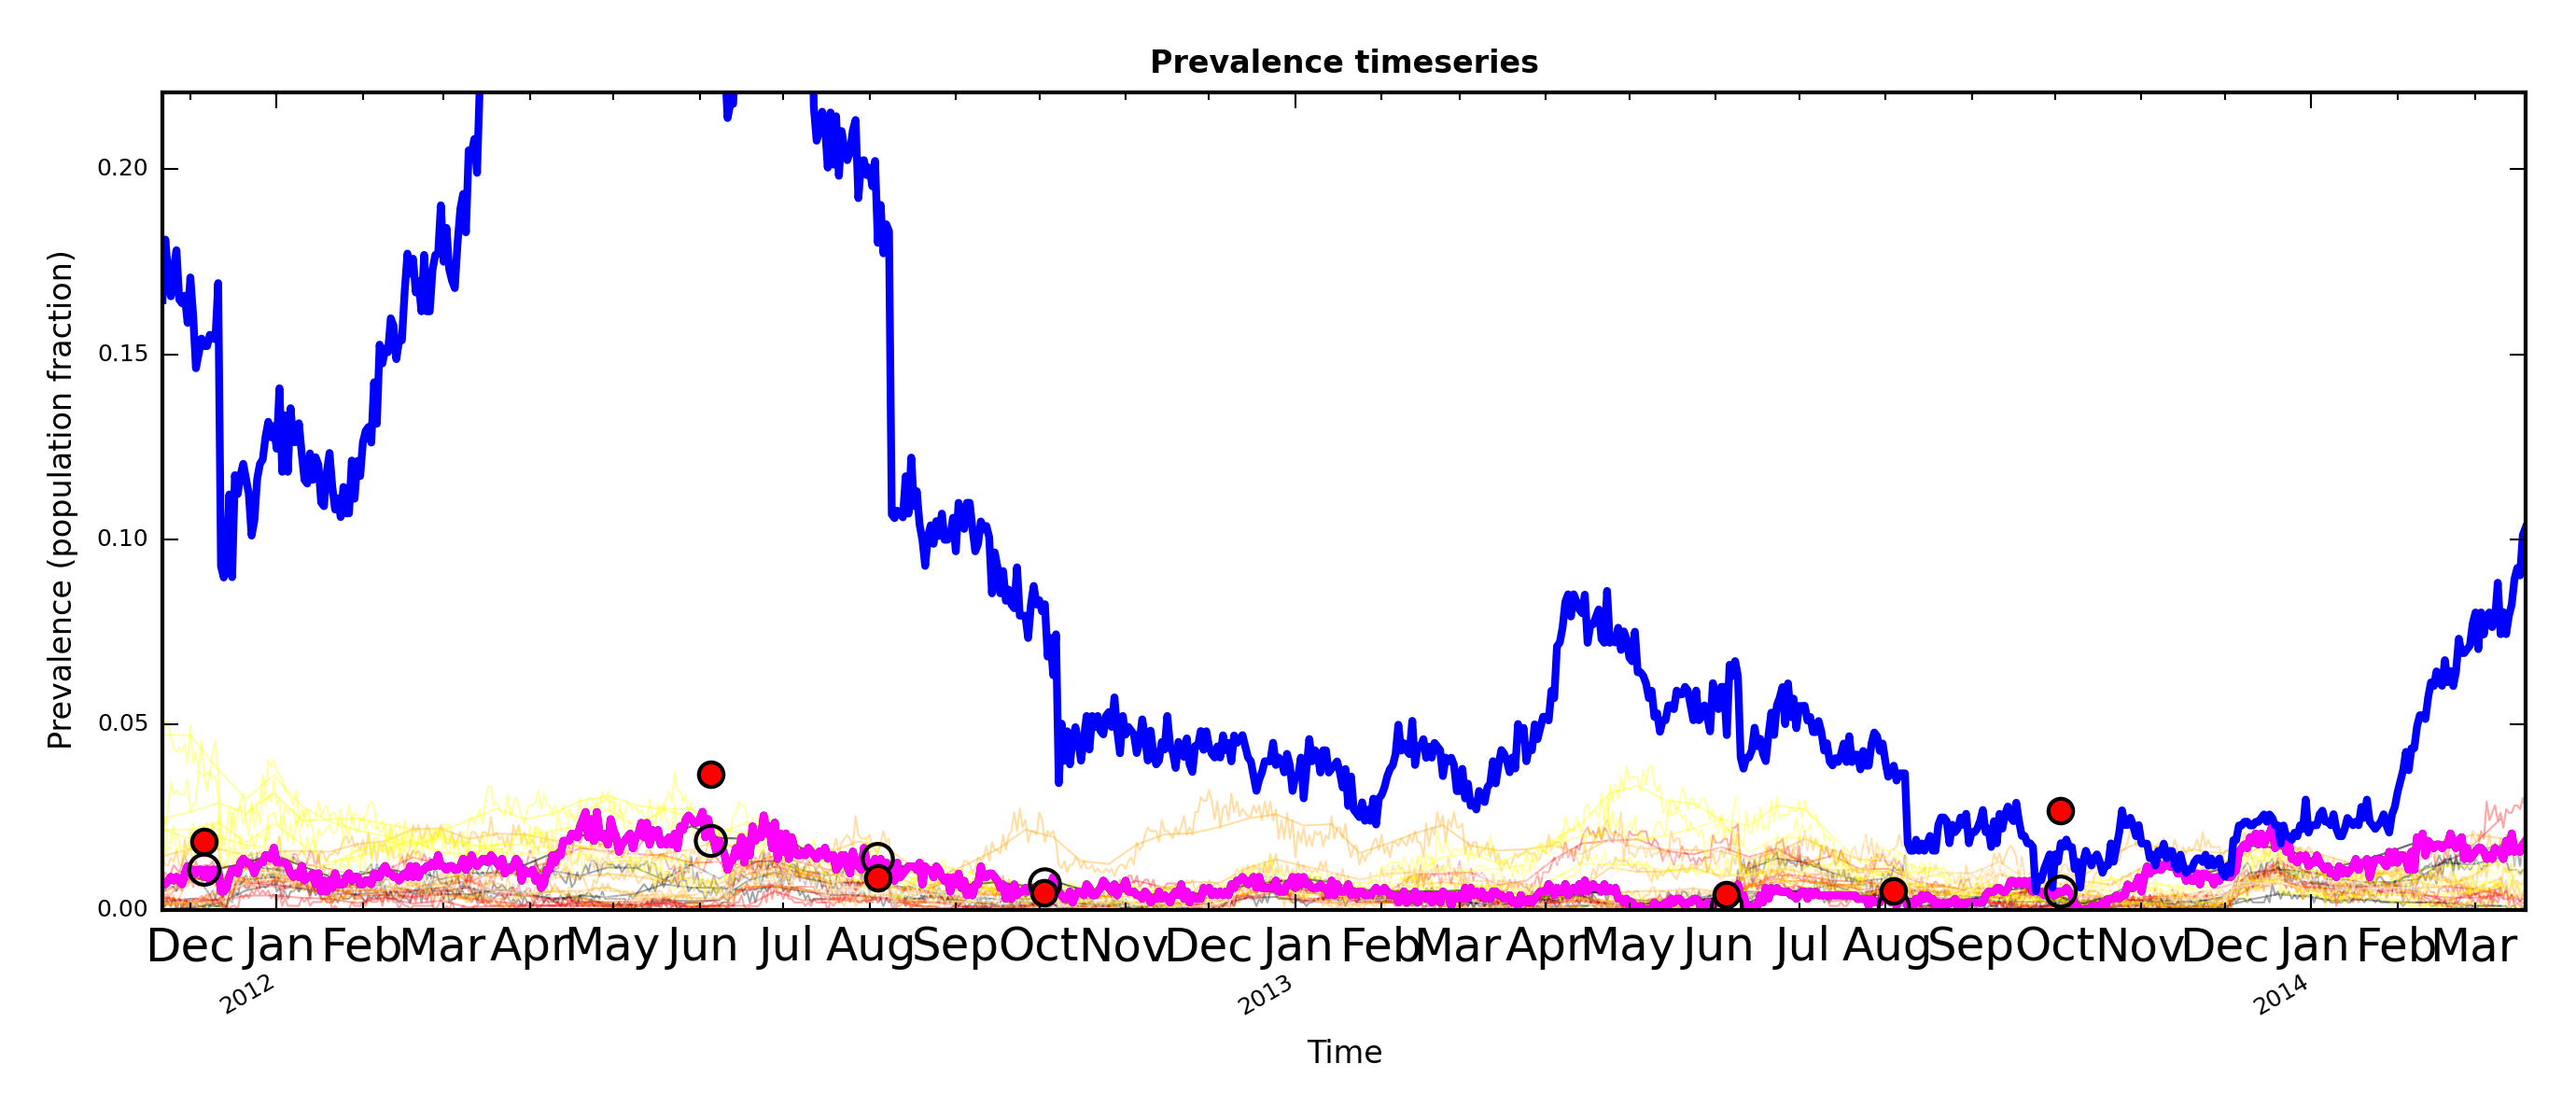 Prevalence timeseries
Prevalence (population fraction)
0.20
0.15
0.10
0.05
0.00
Dec Jan Feb Mar Apr May Jun Jul Aug Sep Oct Nov Dec Jan Feb Mar Apr May Jun Jul Aug Sep Oct Nov Dec Jan Feb Mar
2012 2013 2014
Time